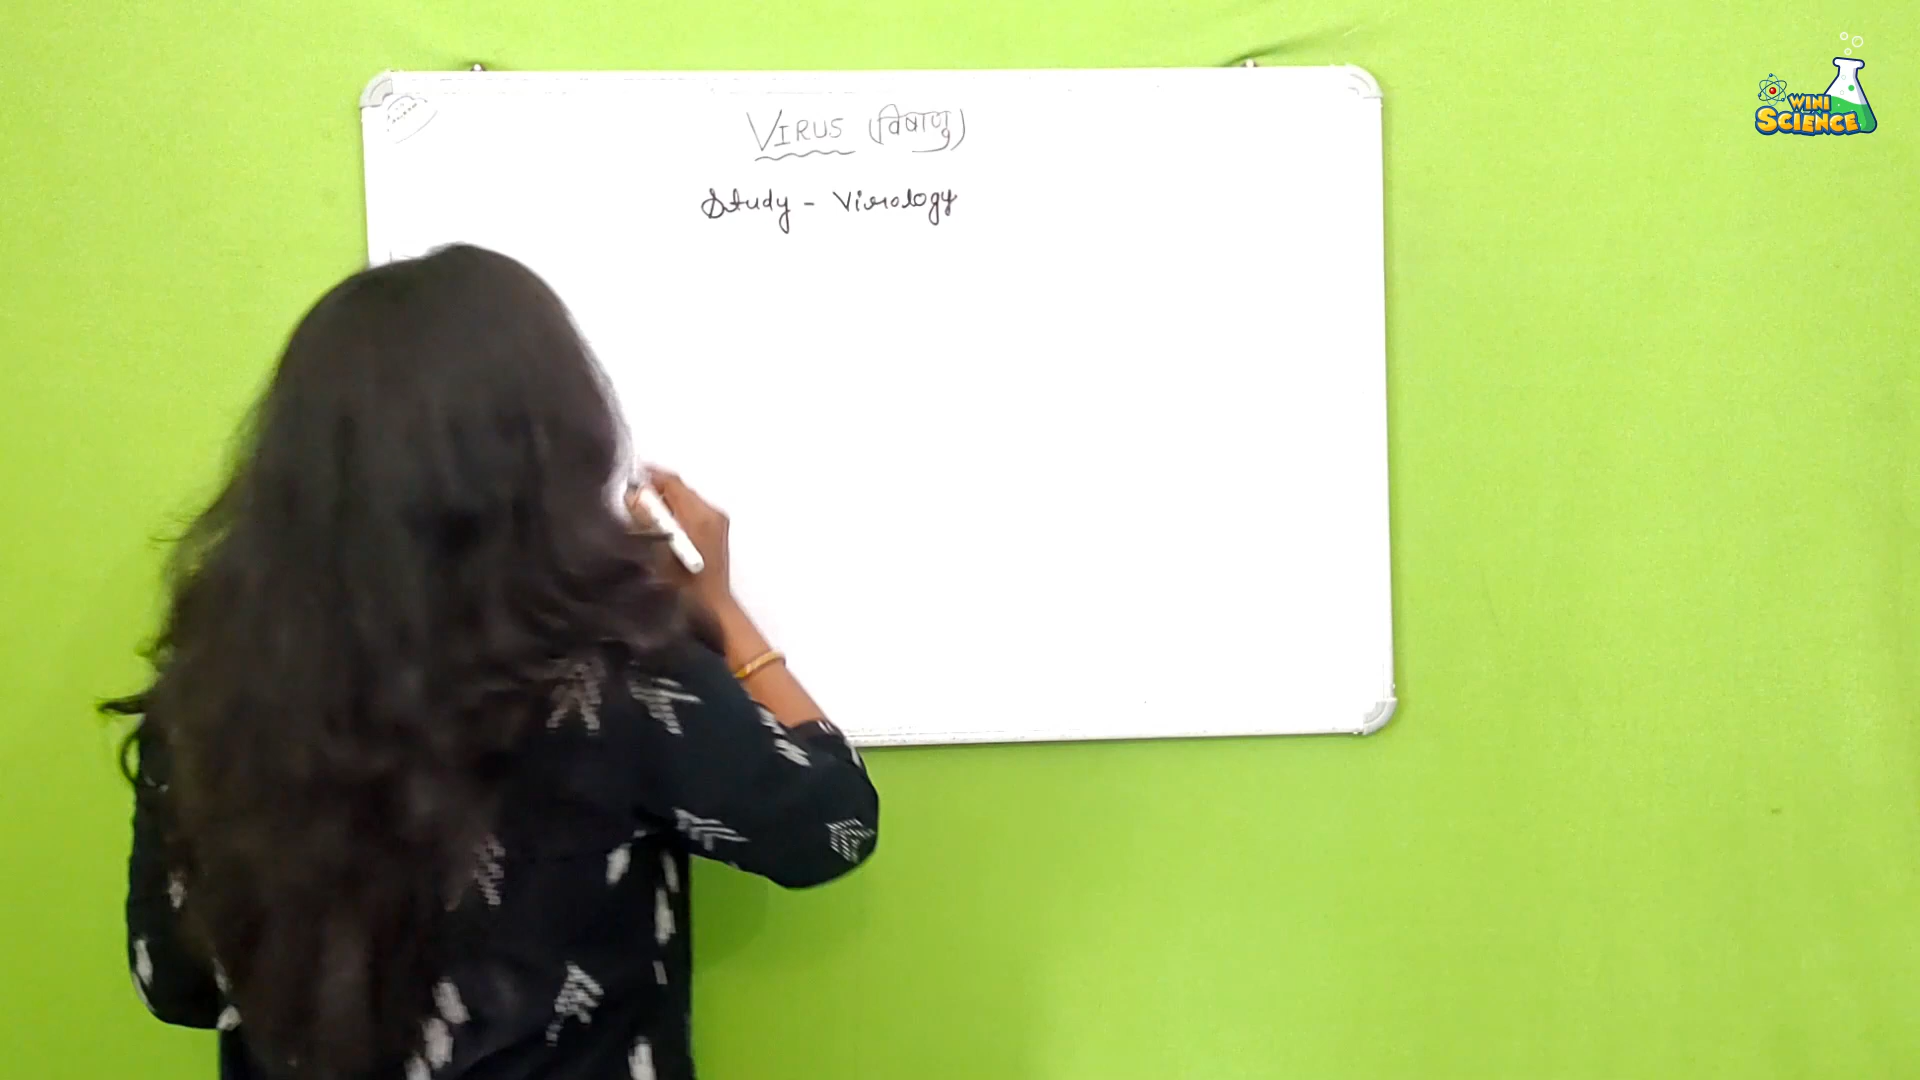 VIRUS (विषाणु)
Study - Virology
WINI
SCIENCE